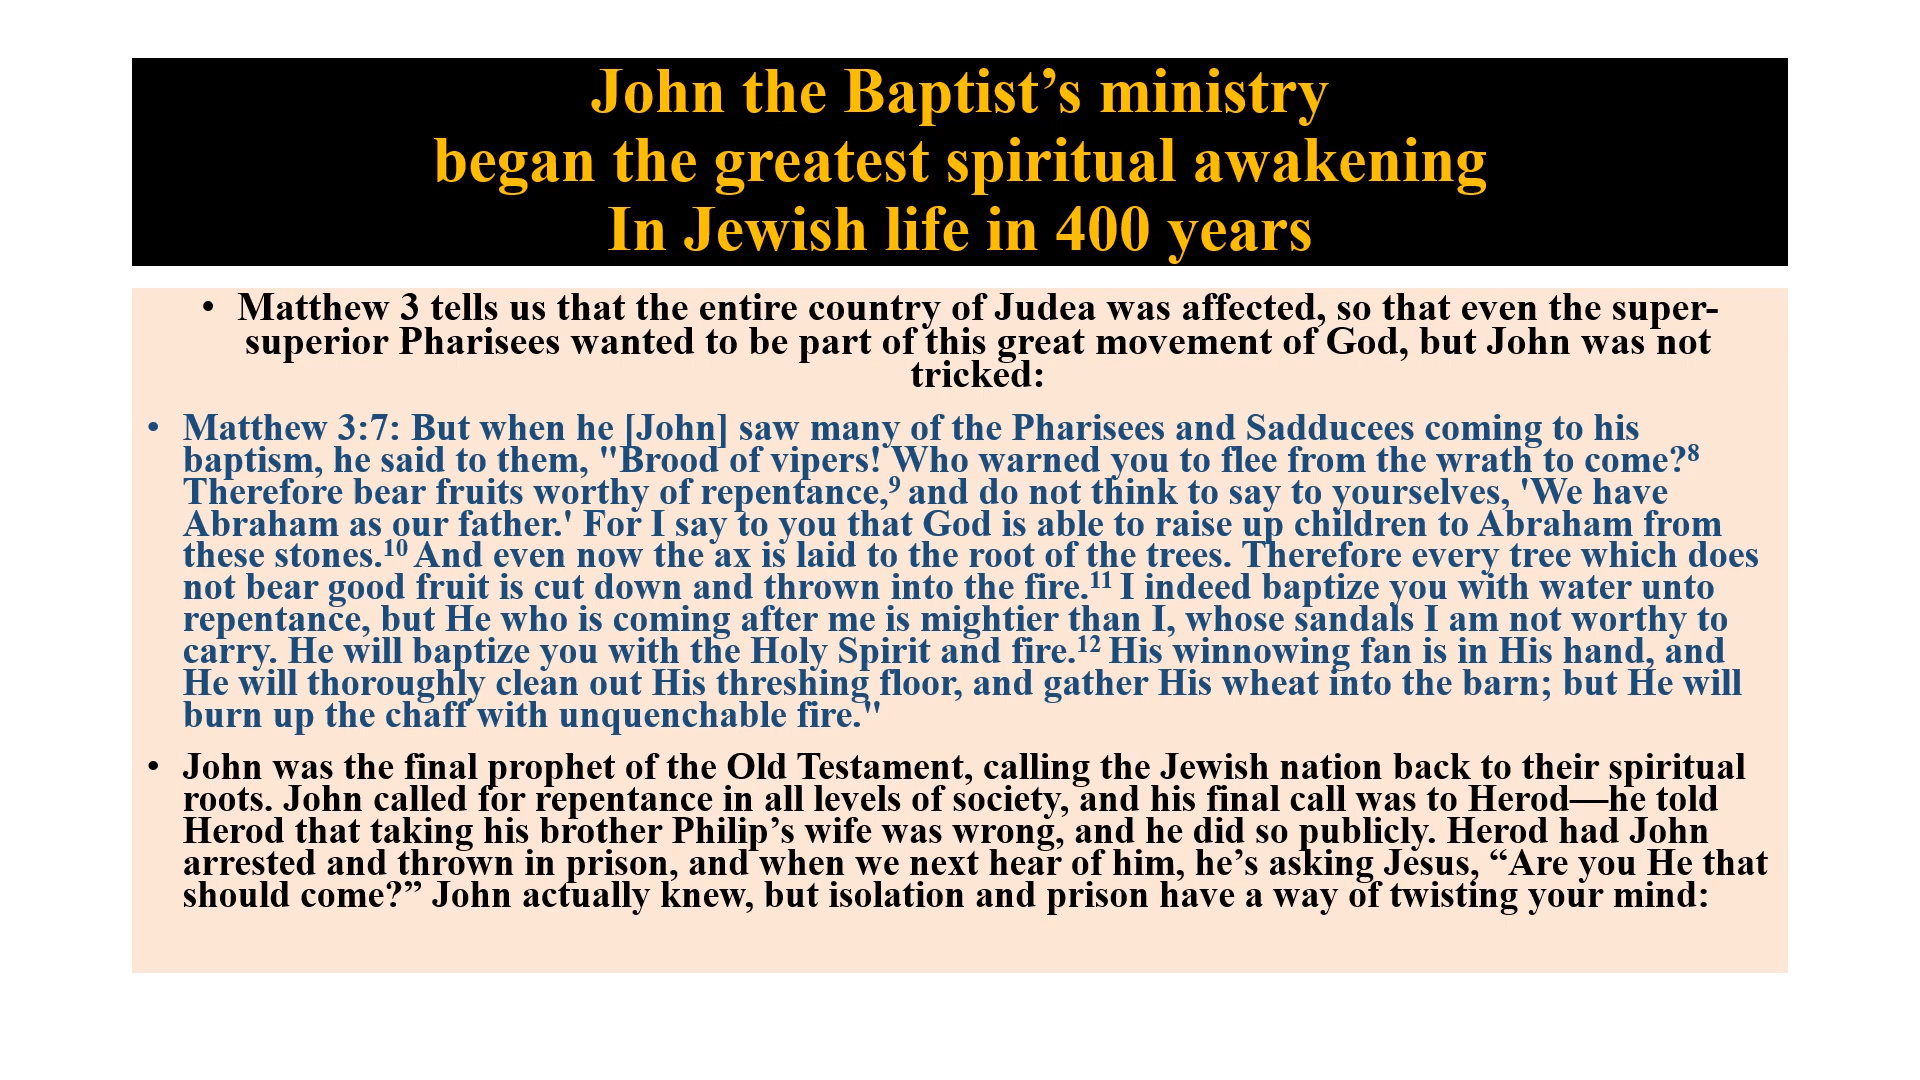 John the Baptist’s ministry
began the greatest spiritual awakening
In Jewish life in 400 years
• Matthew 3 tells us that the entire country of Judea was affected, so that even the super-
superior Pharisees wanted to be part of this great movement of God, but John was not
tricked:
• Matthew 3:7: But when he [John] saw many of the Pharisees and Sadducees coming to his
baptism, he said to them, "Brood of vipers! Who warned you to flee from the wrath to come?⁸
Therefore bear fruits worthy of repentance,⁹ and do not think to say to yourselves, 'We have
Abraham as our father.' For I say to you that God is able to raise up children to Abraham from
these stones.¹⁰ And even now the ax is laid to the root of the trees. Therefore every tree which does
not bear good fruit is cut down and thrown into the fire.¹¹ I indeed baptize you with water unto
repentance, but He who is coming after me is mightier than I, whose sandals I am not worthy to
carry. He will baptize you with the Holy Spirit and fire.¹² His winnowing fan is in His hand, and
He will thoroughly clean out His threshing floor, and gather His wheat into the barn; but He will
burn up the chaff with unquenchable fire."
• John was the final prophet of the Old Testament, calling the Jewish nation back to their spiritual
roots. John called for repentance in all levels of society, and his final call was to Herod—he told
Herod that taking his brother Philip’s wife was wrong, and he did so publicly. Herod had John
arrested and thrown in prison, and when we next hear of him, he’s asking Jesus, “Are you He that
should come?” John actually knew, but isolation and prison have a way of twisting your mind: